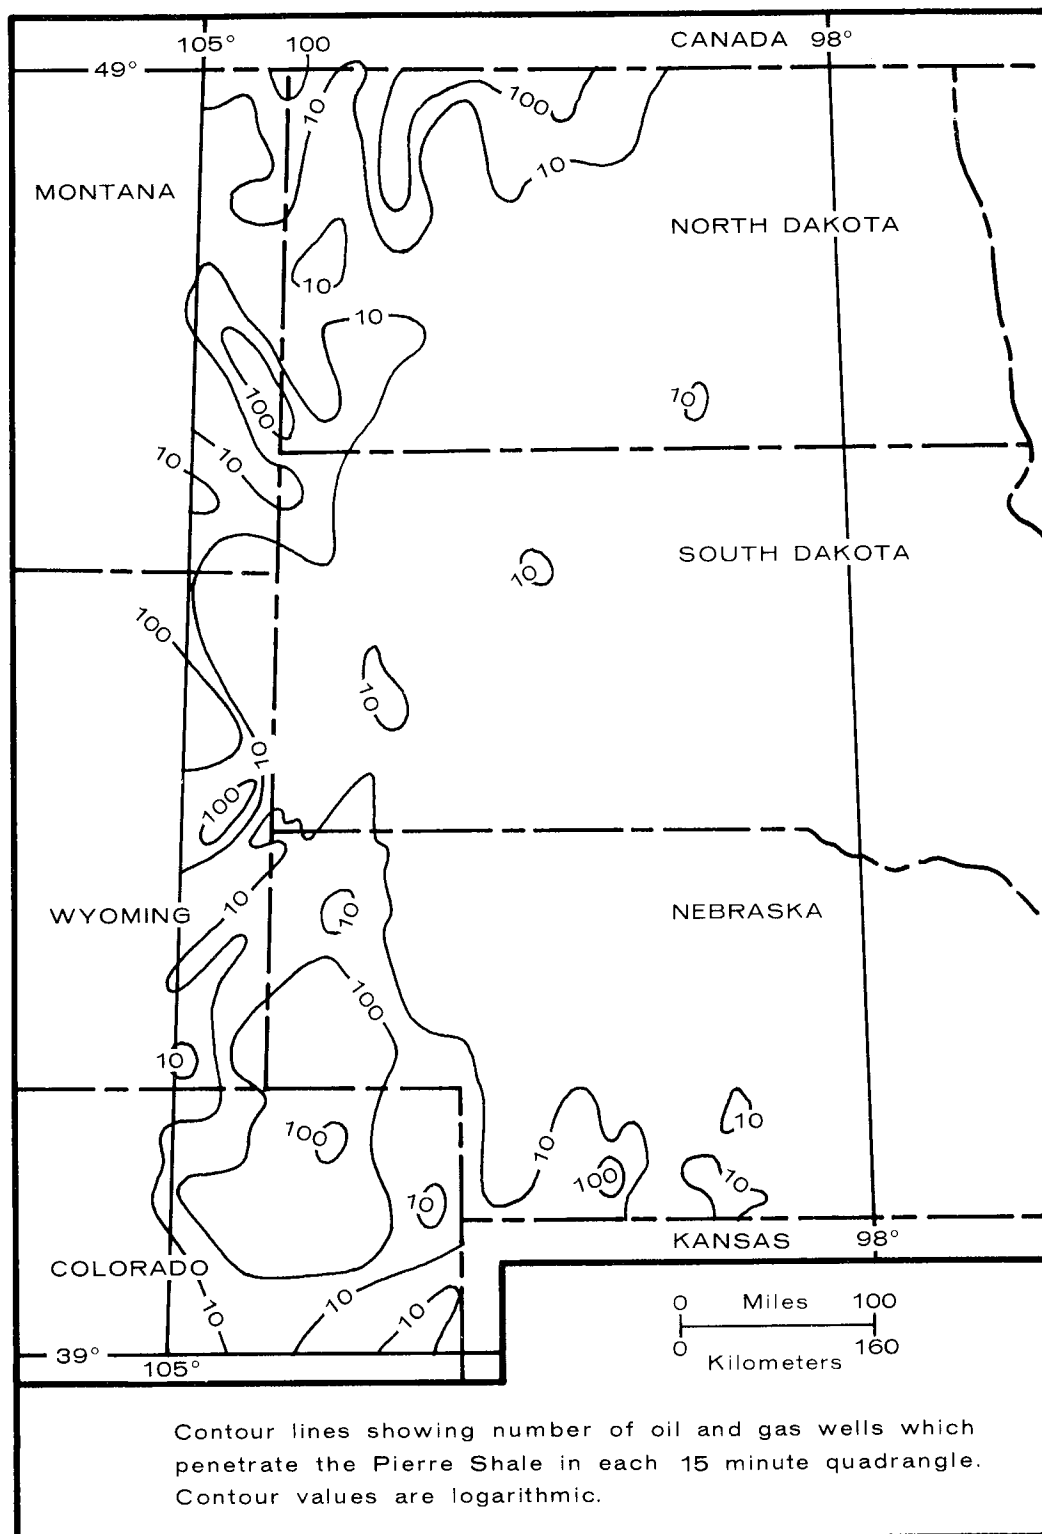 105° 100 CANADA 98°
49°
100
10
10
MONTANA
NORTH DAKOTA
10
10
10
100
10 10
SOUTH DAKOTA
10
100
10
10
100
10
WYOMING
10
NEBRASKA
100
10
100
10
10
100
10
10
KANSAS 98°
COLORADO
10
10
10
0 Miles 100
0 Kilometers 160
39°
105°
Contour lines showing number of oil and gas wells which
penetrate the Pierre Shale in each 15 minute quadrangle.
Contour values are logarithmic.